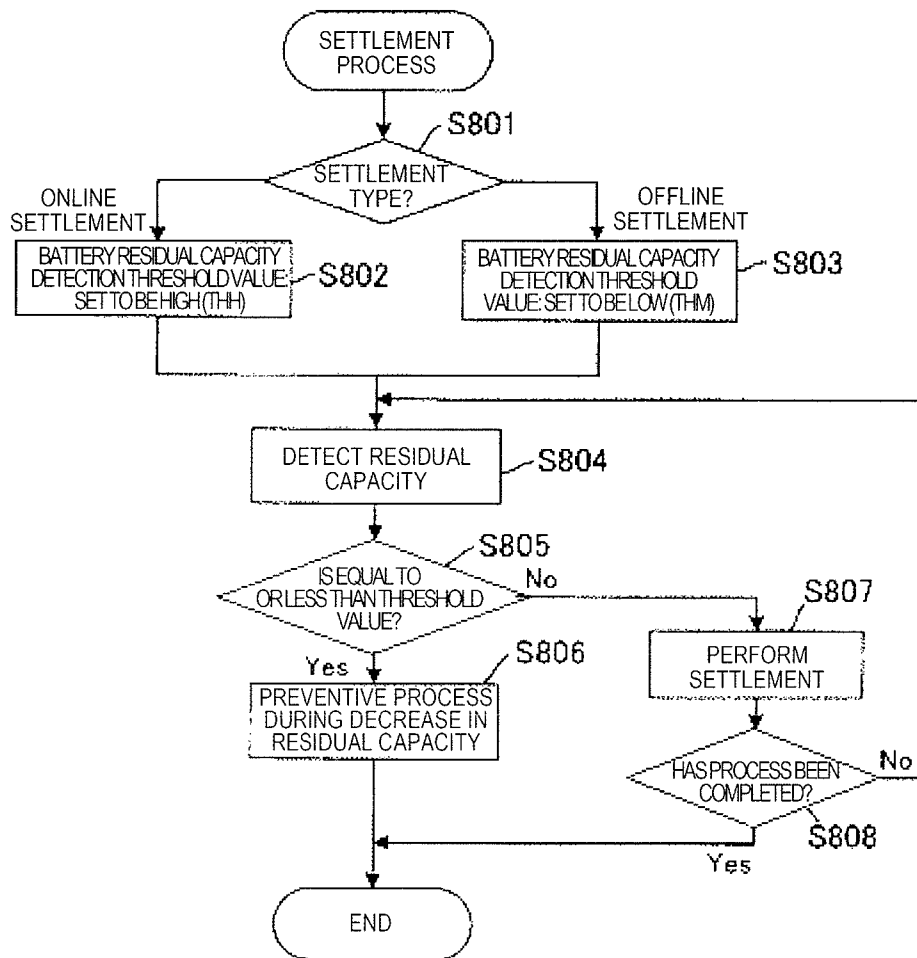 SETTLEMENT
PROCESS
S801
SETTLEMENT
TYPE?
ONLINE
SETTLEMENT
OFFLINE
SETTLEMENT
BATTERY RESIDUAL CAPACITY
DETECTION THRESHOLD VALUE:
SET TO BE HIGH (THH)
S802
BATTERY RESIDUAL CAPACITY
DETECTION THRESHOLD
VALUE: SET TO BE LOW (THM)
S803
DETECT RESIDUAL
CAPACITY
S804
S805
IS EQUAL TO
OR LESS THAN THRESHOLD
VALUE?
No
Yes
S806
PREVENTIVE PROCESS
DURING DECREASE IN
RESIDUAL CAPACITY
S807
PERFORM
SETTLEMENT
HAS PROCESS BEEN
COMPLETED?
No
S808
Yes
END